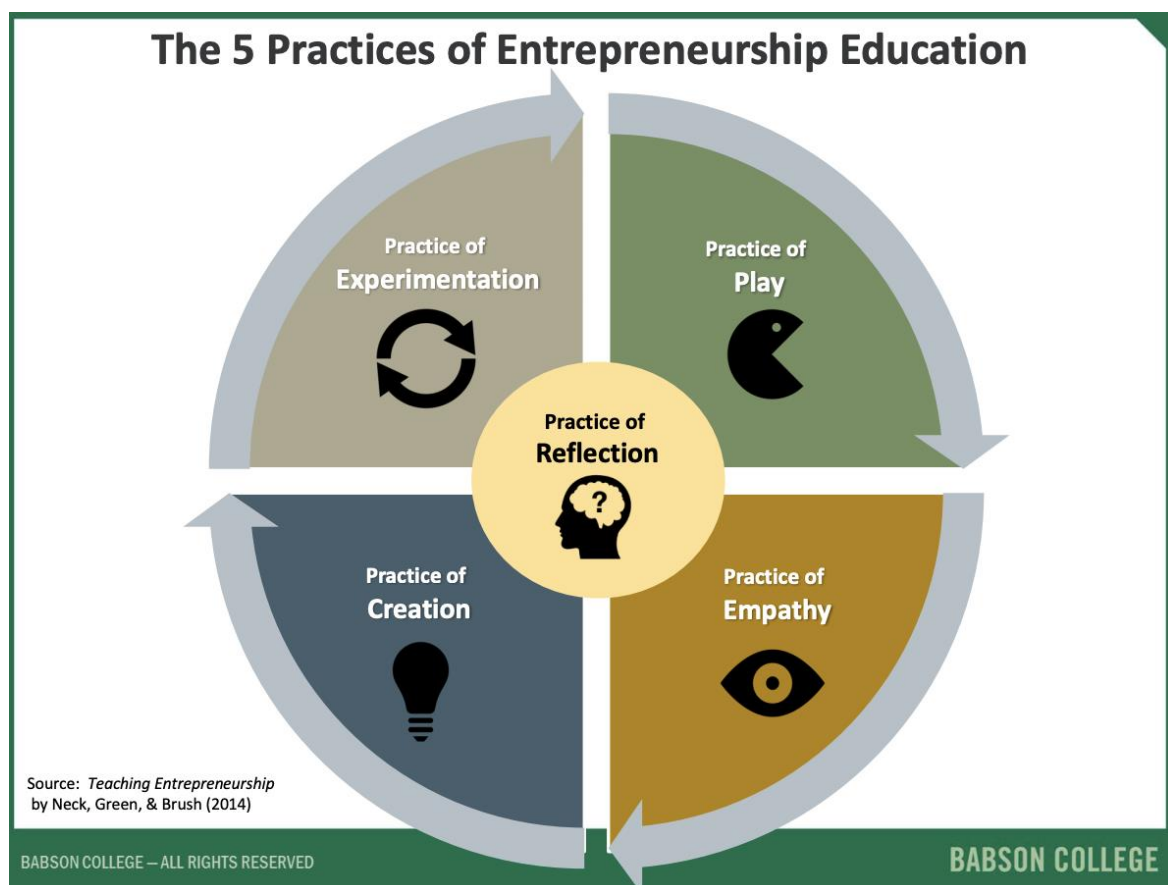 The 5 Practices of Entrepreneurship Education
Practice of
Experimentation
Practice of
Play
Practice of
Reflection
?
Practice of
Creation
Practice of
Empathy
Source: Teaching Entrepreneurship
by Neck, Green, & Brush (2014)
BABSON COLLEGE – ALL RIGHTS RESERVED
BABSON COLLEGE